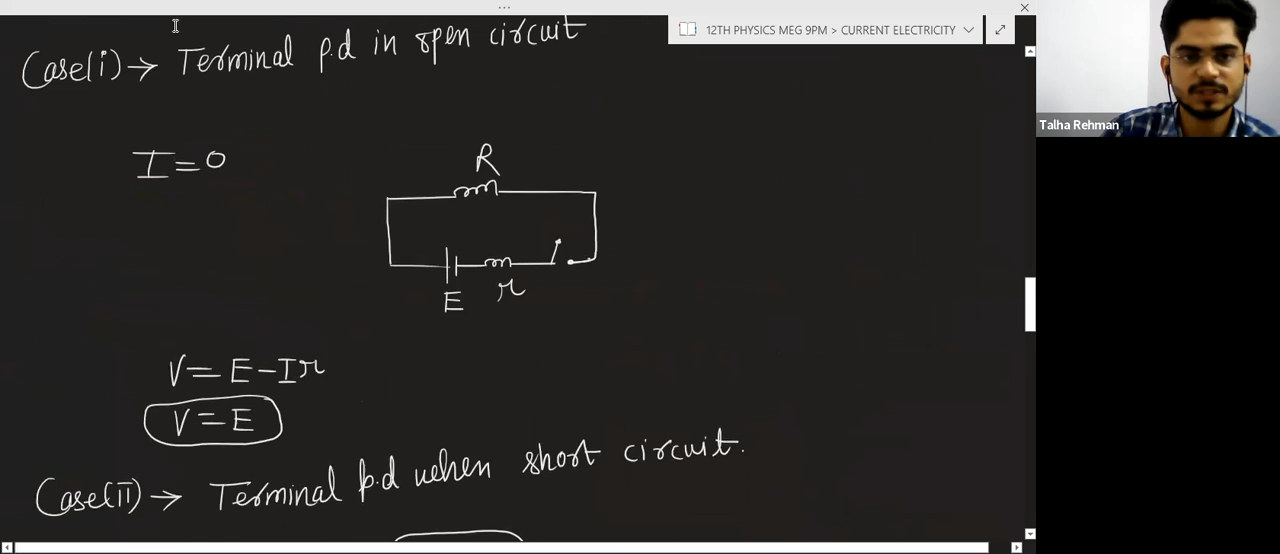 12TH PHYSICS MEG 9PM > CURRENT ELECTRICITY
Case(i) → Terminal p.d in open circuit
Talha Rehman
I = 0
R
E
r
V = E - Ir
V = E
Case(ii) → Terminal p.d when short circuit.